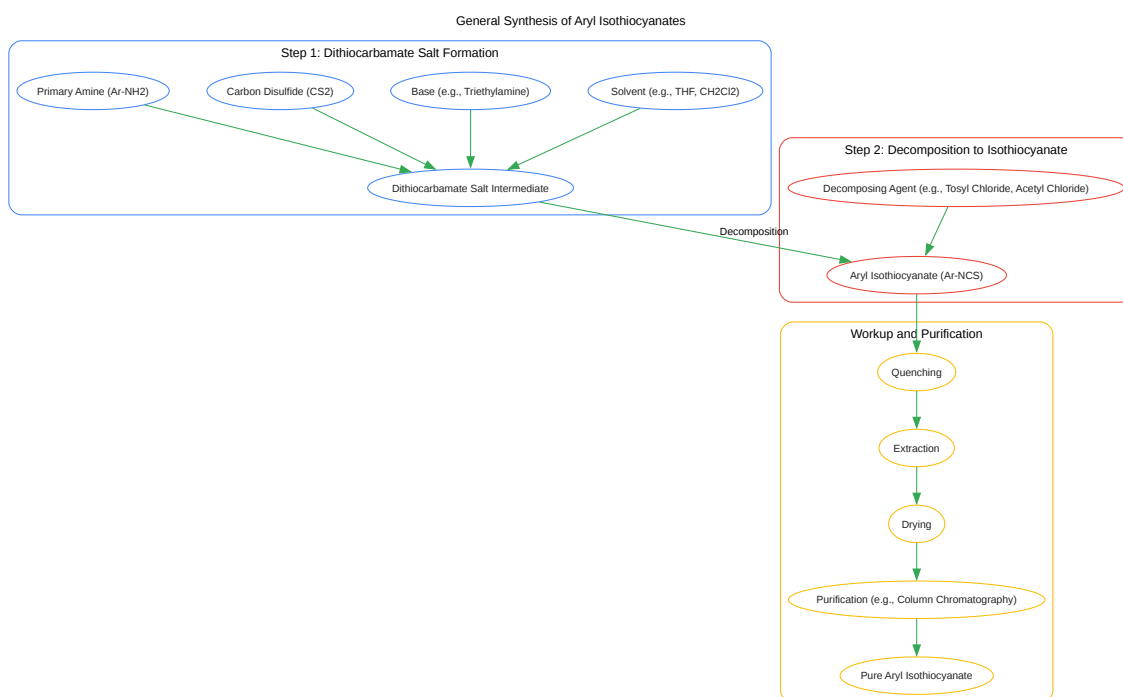 General Synthesis of Aryl Isothiocyanates
Step 1: Dithiocarbamate Salt Formation
Primary Amine (Ar-NH2)
Carbon Disulfide (CS2)
Base (e.g., Triethylamine)
Solvent (e.g., THF, CH2Cl2)
Dithiocarbamate Salt Intermediate
Step 2: Decomposition to Isothiocyanate
Decomposing Agent (e.g., Tosyl Chloride, Acetyl Chloride)
Decomposition
Aryl Isothiocyanate (Ar-NCS)
Workup and Purification
Quenching
Extraction
Drying
Purification (e.g., Column Chromatography)
Pure Aryl Isothiocyanate